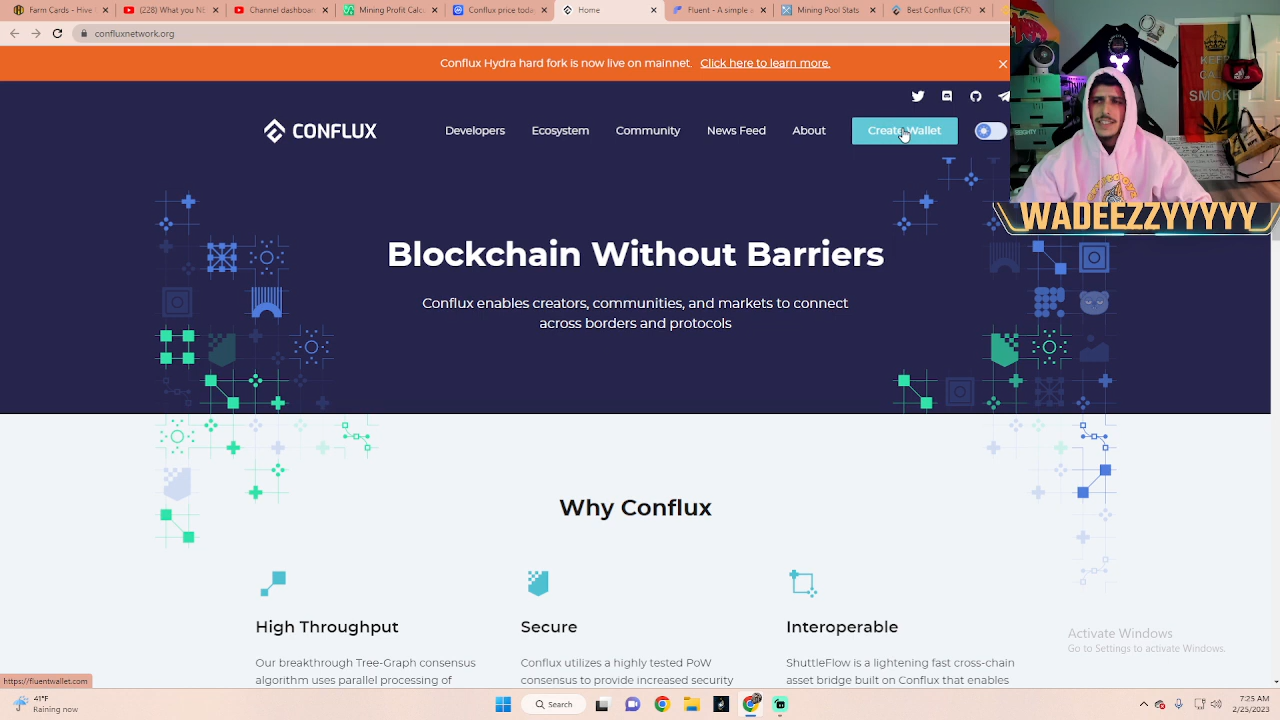 Farm Cards - Hive
(228) What you NE
Channel dashboar
Mining Profit Calc
Conflux price toda
Home
Fluent - A simple a
Mining Pool Stats
Best Conflux (CFX)
confluxnetwork.org
Conflux Hydra hard fork is now live on mainnet. Click here to learn more.
CONFLUX
Developers
Ecosystem
Community
News Feed
About
Create Wallet
KEEP
CALM
SMOKE
WADEEZZYYYYY
Blockchain Without Barriers
Conflux enables creators, communities, and markets to connect
across borders and protocols
Why Conflux
High Throughput
Secure
Interoperable
Our breakthrough Tree-Graph consensus
algorithm uses parallel processing of
Conflux utilizes a highly tested PoW
consensus to provide increased security
ShuttleFlow is a lightening fast cross-chain
asset bridge built on Conflux that enables
Activate Windows
Go to Settings to activate Windows.
https://fluentwallet.com
41°F
Raining now
Search
7:25 AM
2/25/2023